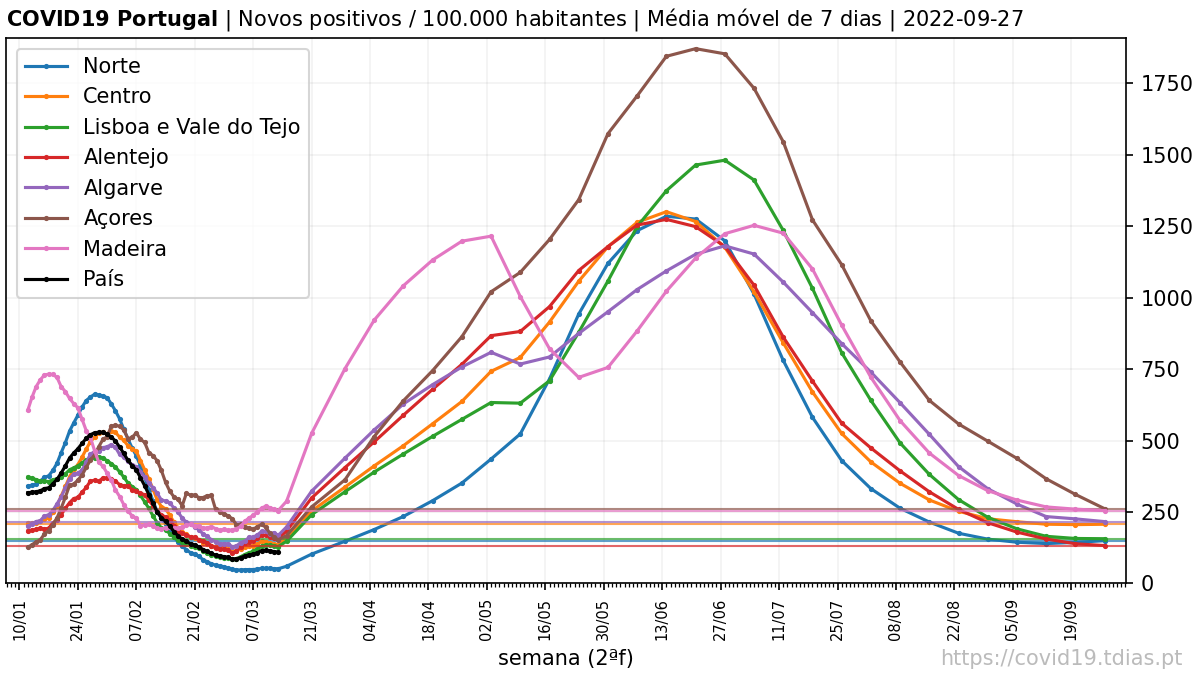 COVID19 Portugal | Novos positivos / 100.000 habitantes | Média móvel de 7 dias | 2022-09-27
Norte
Centro
Lisboa e Vale do Tejo
Alentejo
Algarve
Açores
Madeira
País
1750
1500
1250
1000
750
500
250
0
10/01 24/01 07/02 21/02 07/03 21/03 04/04 18/04 02/05 16/05 30/05 13/06 27/06 11/07 25/07 08/08 22/08 05/09 19/09
semana (2ªf)
https://covid19.tdias.pt